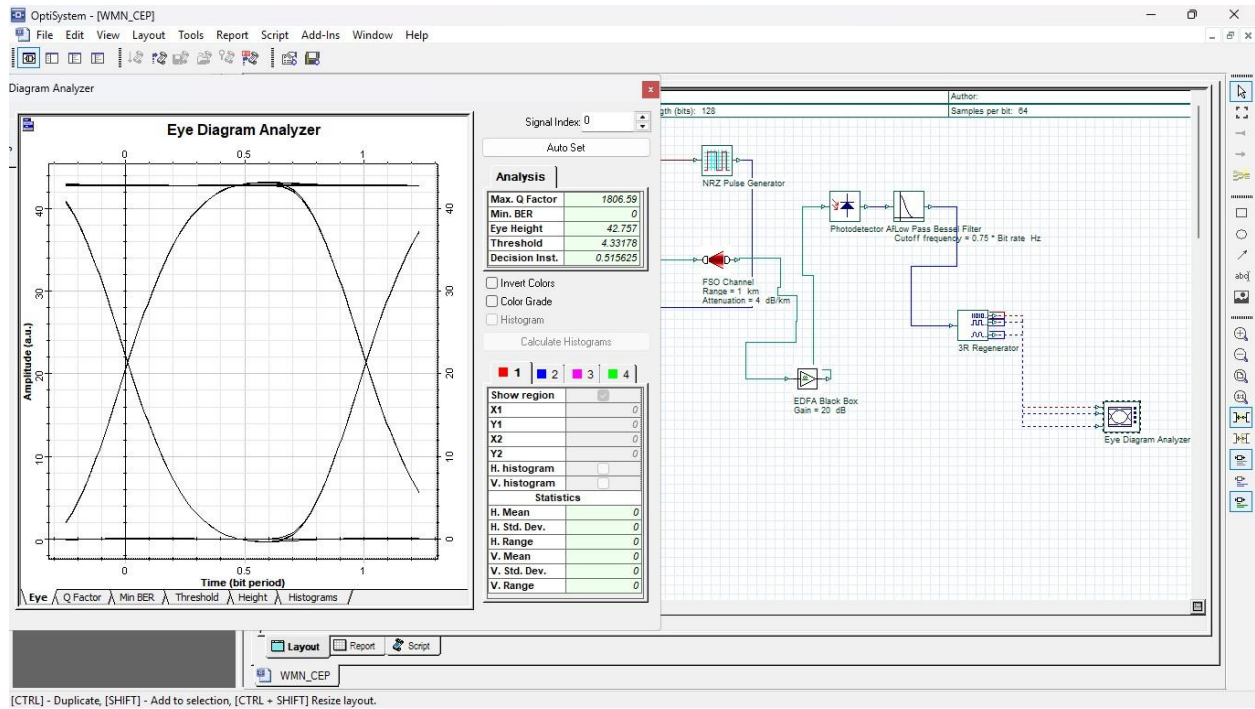 OptiSystem - [WMN_CEP]
File Edit View Layout Tools Report Script Add-Ins Window Help
Diagram Analyzer
Eye Diagram Analyzer
0 0.5 1
Amplitude (a.u.)
40
30
20
10
0
40
30
20
10
0
0 0.5 1
Time (bit period)
Eye Q Factor Min BER Threshold Height Histograms
Signal Index: 0
Auto Set
Analysis
Max. Q Factor 1806.59
Min. BER 0
Eye Height 42.757
Threshold 4.33178
Decision Inst. 0.515625
Invert Colors
Color Grade
Histogram
Calculate Histograms
1 2 3 4
Show region
X1 0
Y1 0
X2 0
Y2 0
H. histogram
V. histogram
Statistics
H. Mean 0
H. Std. Dev. 0
H. Range 0
V. Mean 0
V. Std. Dev. 0
V. Range 0
Author:
gth (bits): 128
Samples per bit: 64
NRZ Pulse Generator
Photodetector A
Low Pass Bessel Filter
Cutoff frequency = 0.75 * Bit rate Hz
FSO Channel
Range = 1 km
Attenuation = 4 dB/km
3R Regenerator
EDFA Black Box
Gain = 20 dB
Eye Diagram Analyzer
Layout Report Script
WMN_CEP
[CTRL] - Duplicate, [SHIFT] - Add to selection, [CTRL + SHIFT] Resize layout.